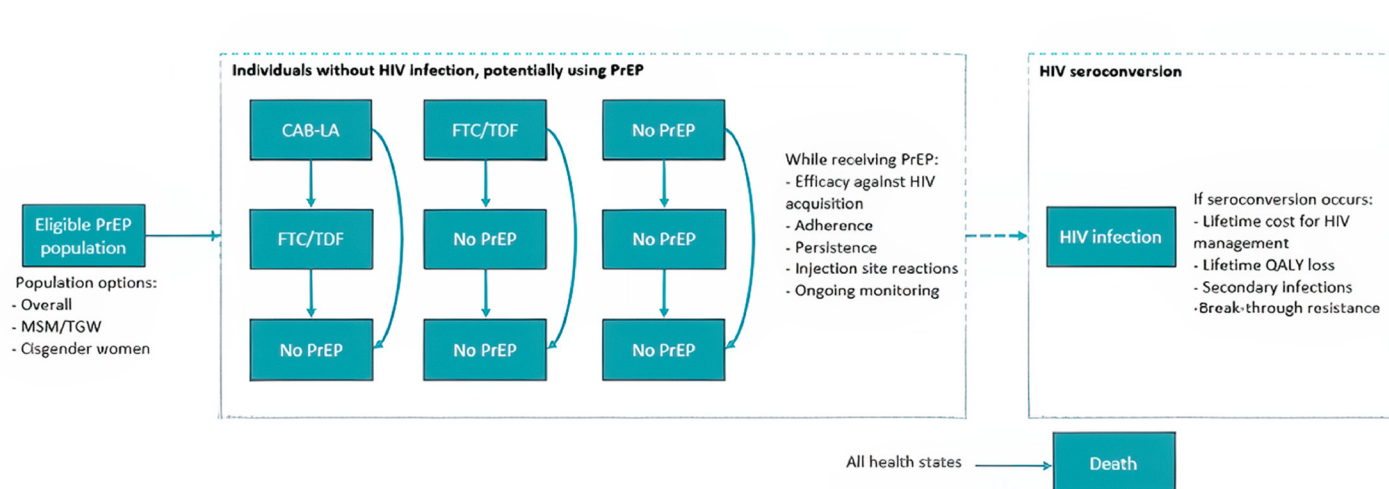 Individuals without HIV infection, potentially using PrEP
HIV seroconversion
Eligible PrEP
population
Population options:
- Overall
- MSM/TGW
- Cisgender women
CAB-LA
FTC/TDF
No PrEP
FTC/TDF
No PrEP
No PrEP
No PrEP
No PrEP
No PrEP
While receiving PrEP:
- Efficacy against HIV
acquisition
- Adherence
- Persistence
- Injection site reactions
- Ongoing monitoring
HIV infection
If seroconversion occurs:
- Lifetime cost for HIV
management
- Lifetime QALY loss
- Secondary infections
-Break-through resistance
All health states
Death